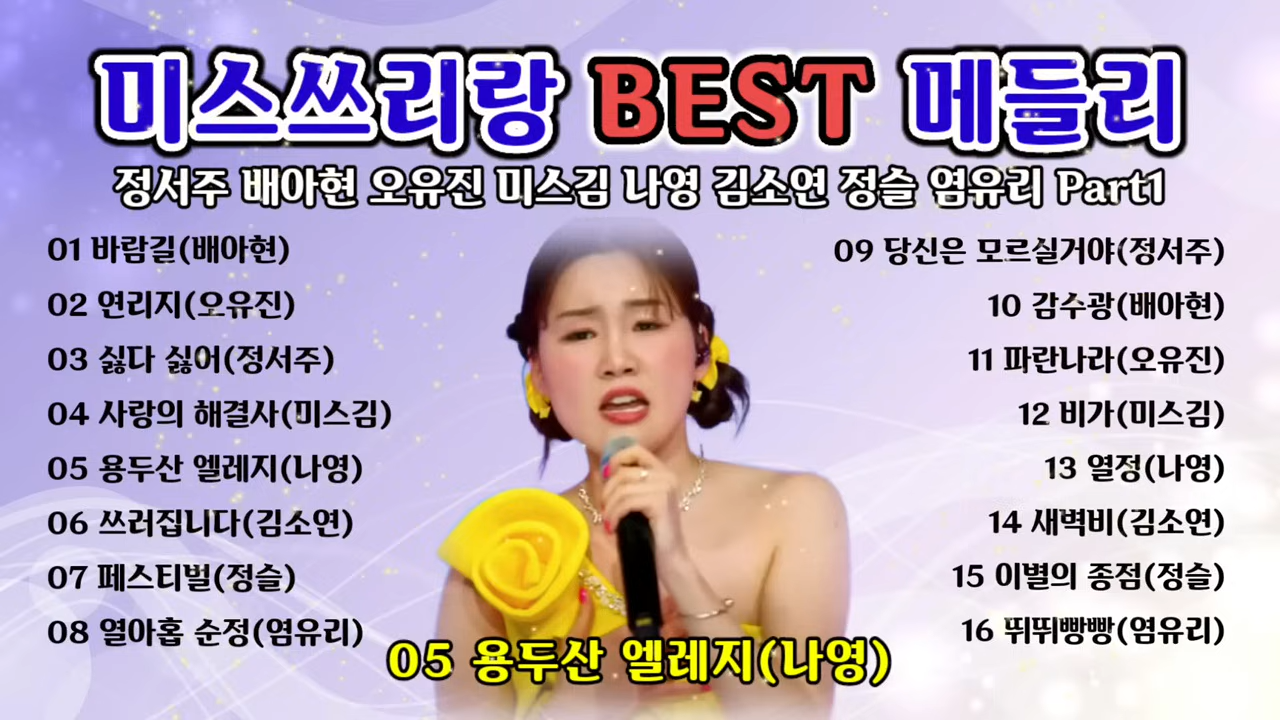 미스쓰리랑 BEST 메들리
정서주 배아현 오유진 미스김 나영 김소연 정슬 염유리 Part1
01 바람길(배아현)
02 연리지(오유진)
03 싫다 싫어(정서주)
04 사랑의 해결사(미스김)
05 용두산 엘레지(나영)
06 쓰러집니다(김소연)
07 페스티벌(정슬)
08 열아홉 순정(염유리)
09 당신은 모르실거야(정서주)
10 감수광(배아현)
11 파란나라(오유진)
12 비가(미스김)
13 열정(나영)
14 새벽비(김소연)
15 이별의 종점(정슬)
16 뛰뛰빵빵(염유리)
05 용두산 엘레지(나영)